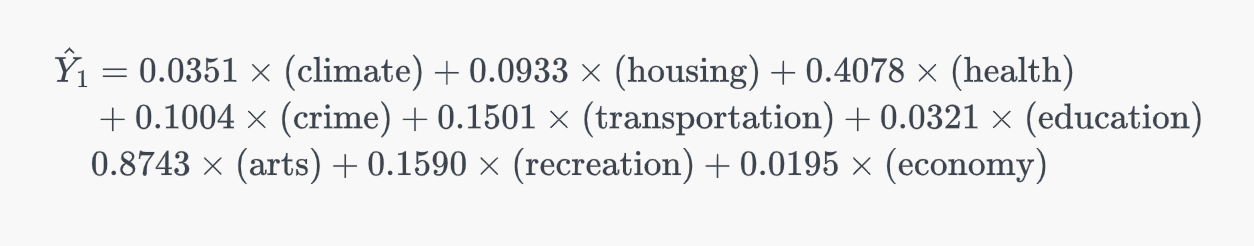 Ŷ₁ = 0.0351 × (climate) + 0.0933 × (housing) + 0.4078 × (health)
+ 0.1004 × (crime) + 0.1501 × (transportation) + 0.0321 × (education)
0.8743 × (arts) + 0.1590 × (recreation) + 0.0195 × (economy)